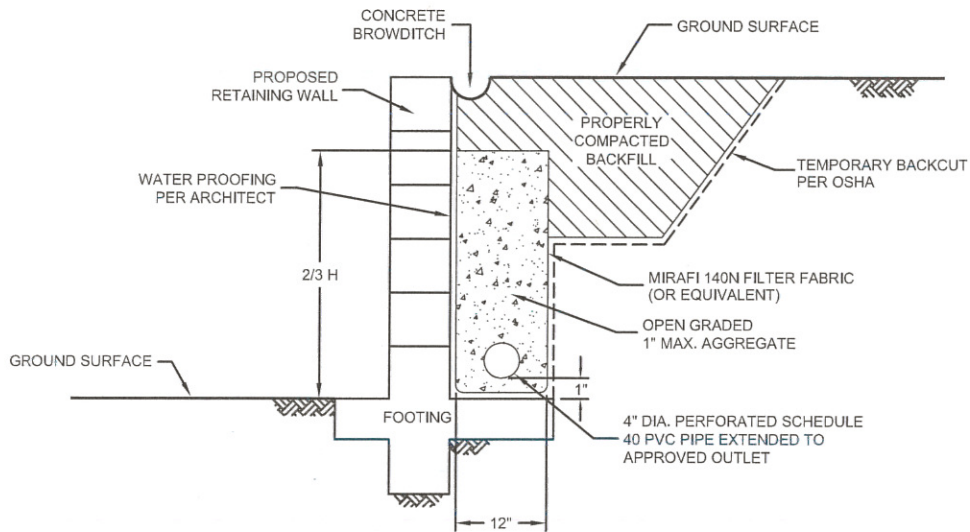 CONCRETE
BROWDITCH
GROUND SURFACE
PROPOSED
RETAINING WALL
PROPERLY
COMPACTED
BACKFILL
TEMPORARY BACKCUT
PER OSHA
WATER PROOFING
PER ARCHITECT
2/3 H
MIRAFI 140N FILTER FABRIC
(OR EQUIVALENT)
OPEN GRADED
1" MAX. AGGREGATE
GROUND SURFACE
1"
FOOTING
4" DIA. PERFORATED SCHEDULE
40 PVC PIPE EXTENDED TO
APPROVED OUTLET
12"